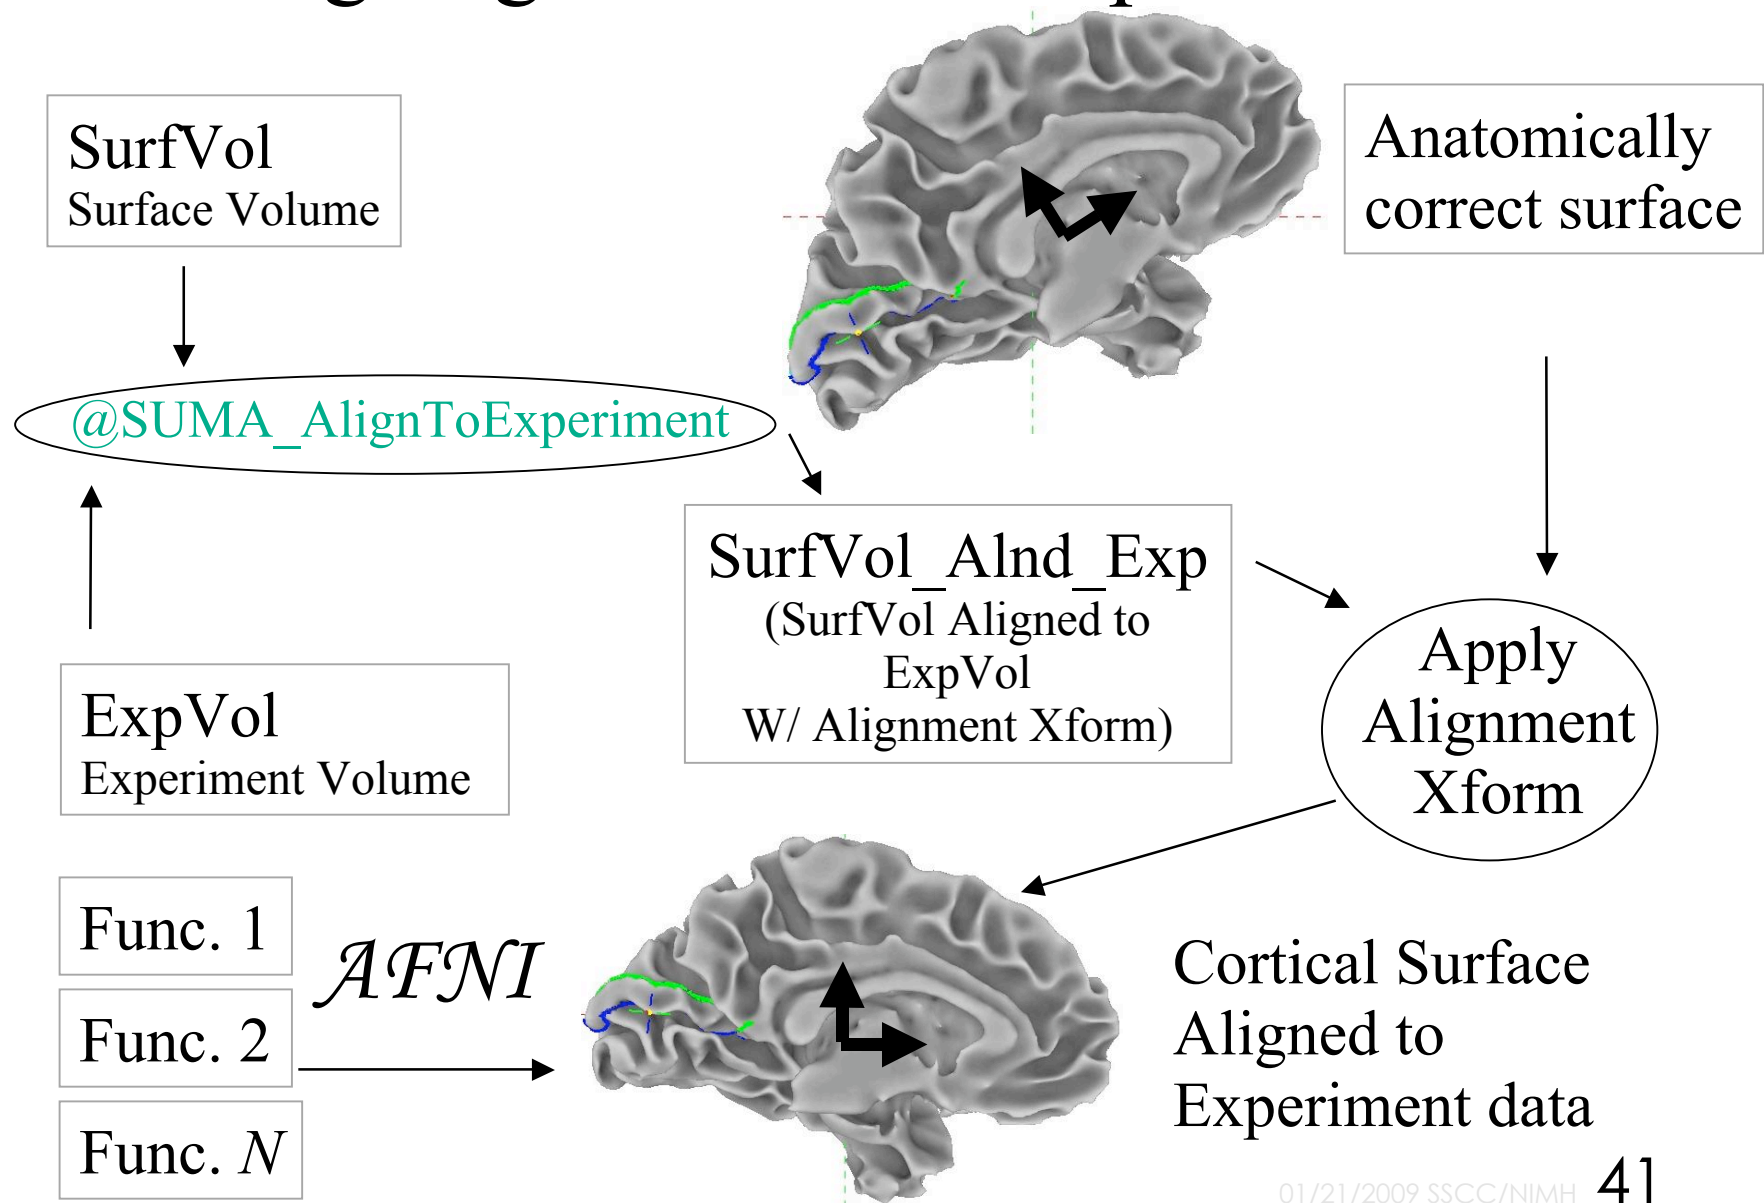 SurfVol
Surface Volume
Anatomically
correct surface
@SUMA_AlignToExperiment
SurfVol_Alnd_Exp
(SurfVol Aligned to
ExpVol
W/ Alignment Xform)
Apply
Alignment
Xform
ExpVol
Experiment Volume
Func. 1
Func. 2
Func. N
AFNI
Cortical Surface
Aligned to
Experiment data
01/21/2009 SSCC/NIMH
41